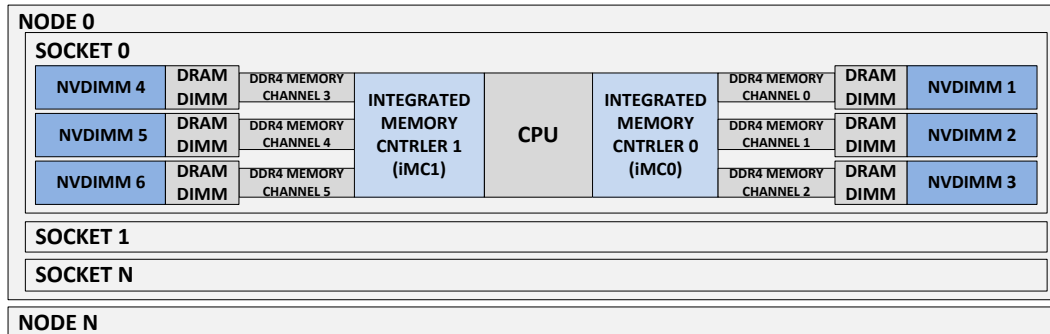 NODE 0
SOCKET 0
NVDIMM 4
DRAM
DIMM
DDR4 MEMORY
CHANNEL 3
NVDIMM 5
DRAM
DIMM
DDR4 MEMORY
CHANNEL 4
NVDIMM 6
DRAM
DIMM
DDR4 MEMORY
CHANNEL 5
INTEGRATED
MEMORY
CNTRLER 1
(iMC1)
CPU
INTEGRATED
MEMORY
CNTRLER 0
(iMC0)
DDR4 MEMORY
CHANNEL 0
DRAM
DIMM
NVDIMM 1
DDR4 MEMORY
CHANNEL 1
DRAM
DIMM
NVDIMM 2
DDR4 MEMORY
CHANNEL 2
DRAM
DIMM
NVDIMM 3
SOCKET 1
SOCKET N
NODE N